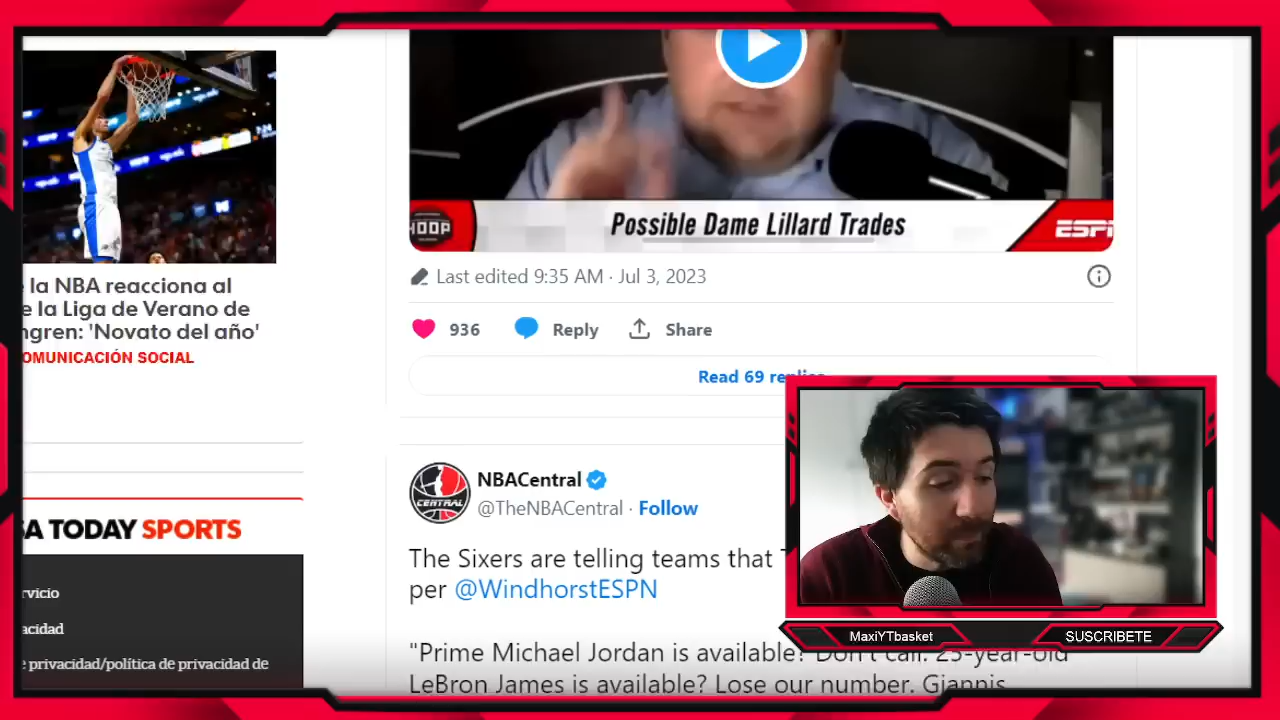 HOOP
Possible Dame Lillard Trades
ESPN
Last edited 9:35 AM · Jul 3, 2023
936 Reply Share
Read 69 replies
la NBA reacciona al
e la Liga de Verano de
ngren: 'Novato del año'
OMUNICACIÓN SOCIAL
SA TODAY SPORTS
rvicio
acidad
e privacidad/política de privacidad de
CENTRAL
NBACentral
@TheNBACentral · Follow
The Sixers are telling teams that
per @WindhorstESPN
"Prime Michael Jordan is available? Don't call. 25-year-old
LeBron James is available? Lose our number. Giannis
MaxiYTbasket
SUSCRIBETE